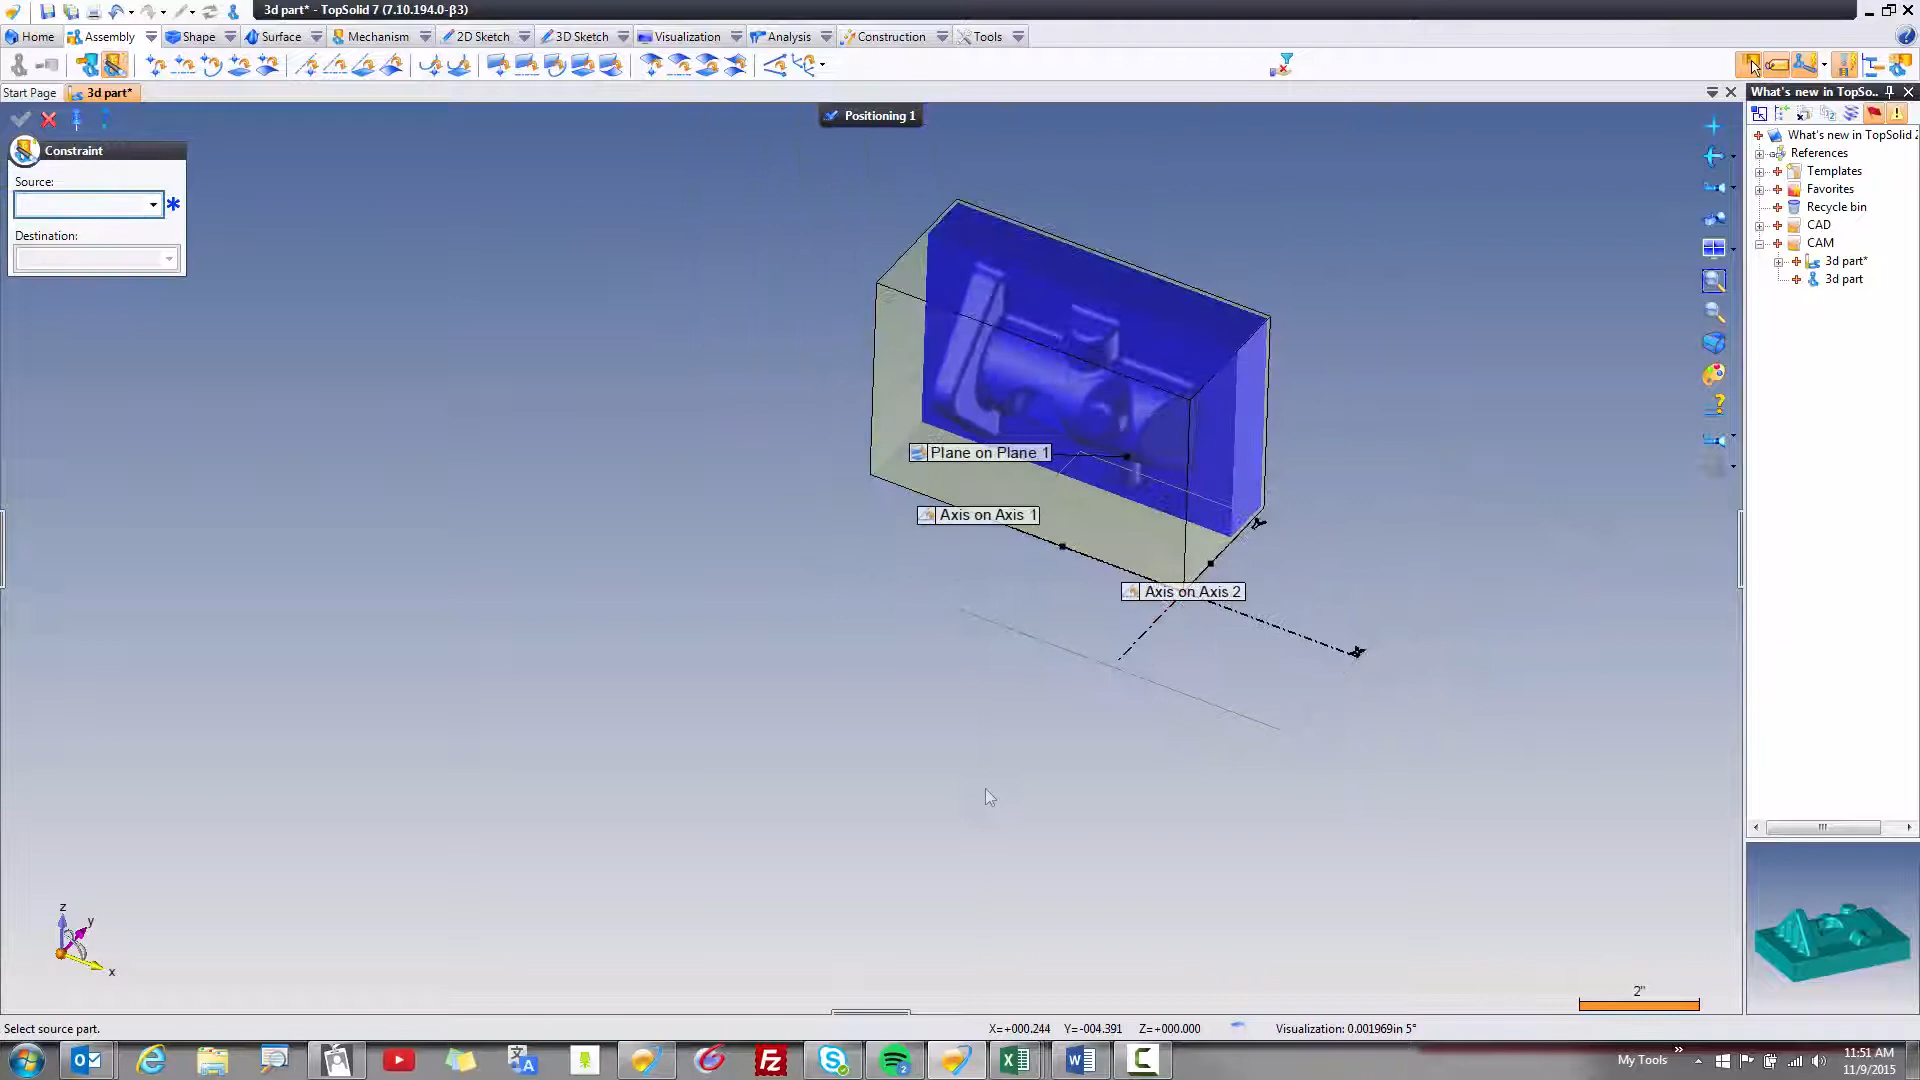 3d part* - TopSolid 7 (7.10.194.0-β3)
Home Assembly Shape Surface Mechanism 2D Sketch 3D Sketch Visualization Analysis Construction Tools
Start Page 3d part*
What's new in TopSo..
Positioning 1
Constraint
Source:
Destination:
What's new in TopSolid 2
References
Templates
Favorites
Recycle bin
CAD
CAM
3d part*
3d part
Plane on Plane 1
Axis on Axis 1
Axis on Axis 2
z
y
x
2"
Select source part.
X=+000.244 Y=-004.391 Z=+000.000 Visualization: 0.001969in 5°
My Tools
11:51 AM
11/9/2015